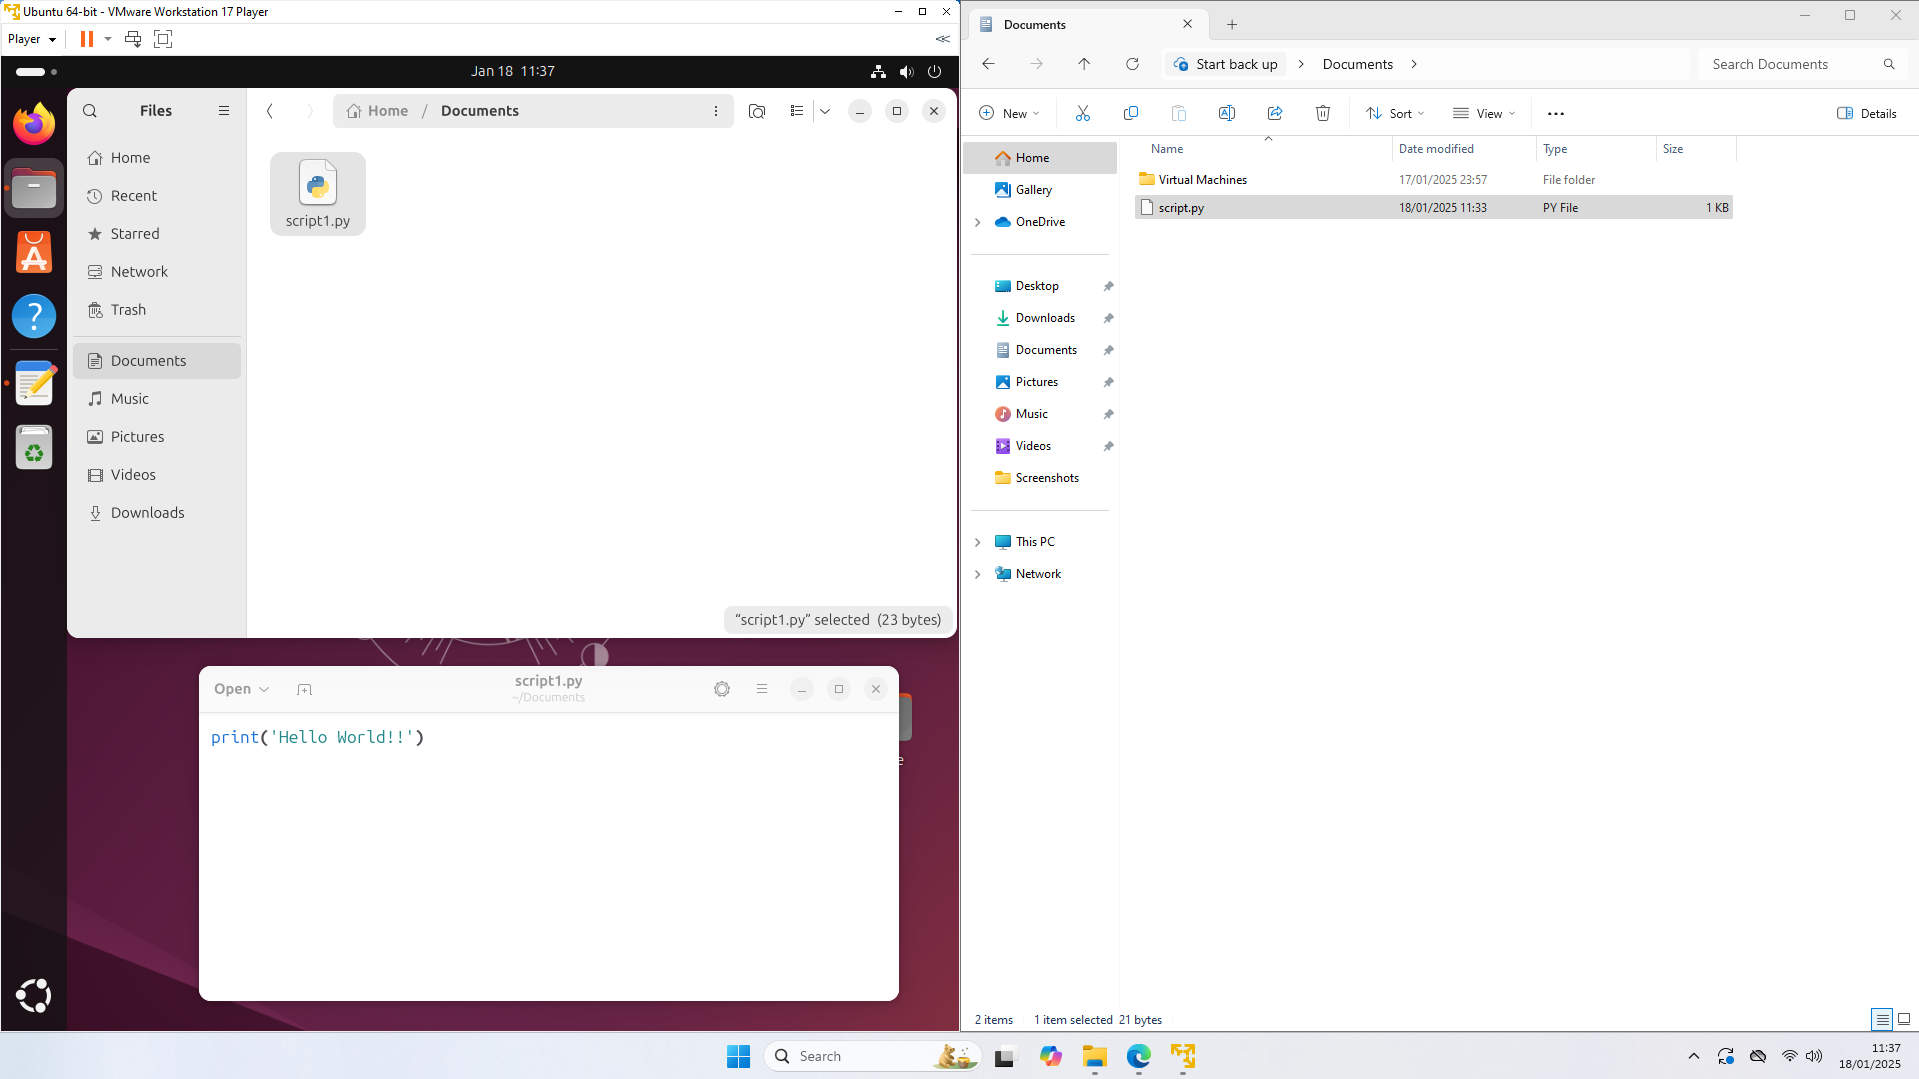 Ubuntu 64-bit - VMware Workstation 17 Player
Player
Jan 18 11:37
Files
Home / Documents
Home
Recent
Starred
Network
Trash
Documents
Music
Pictures
Videos
Downloads
script1.py
“script1.py” selected (23 bytes)
Open
script1.py
~/Documents
print('Hello World!!')
e
Documents
Start back up
Documents
Search Documents
New
Sort
View
Details
Home
Gallery
OneDrive
Desktop
Downloads
Documents
Pictures
Music
Videos
Screenshots
This PC
Network
Name Date modified Type Size
Virtual Machines 17/01/2025 23:57 File folder
script.py 18/01/2025 11:33 PY File 1 KB
2 items 1 item selected 21 bytes
Search
11:37
18/01/2025